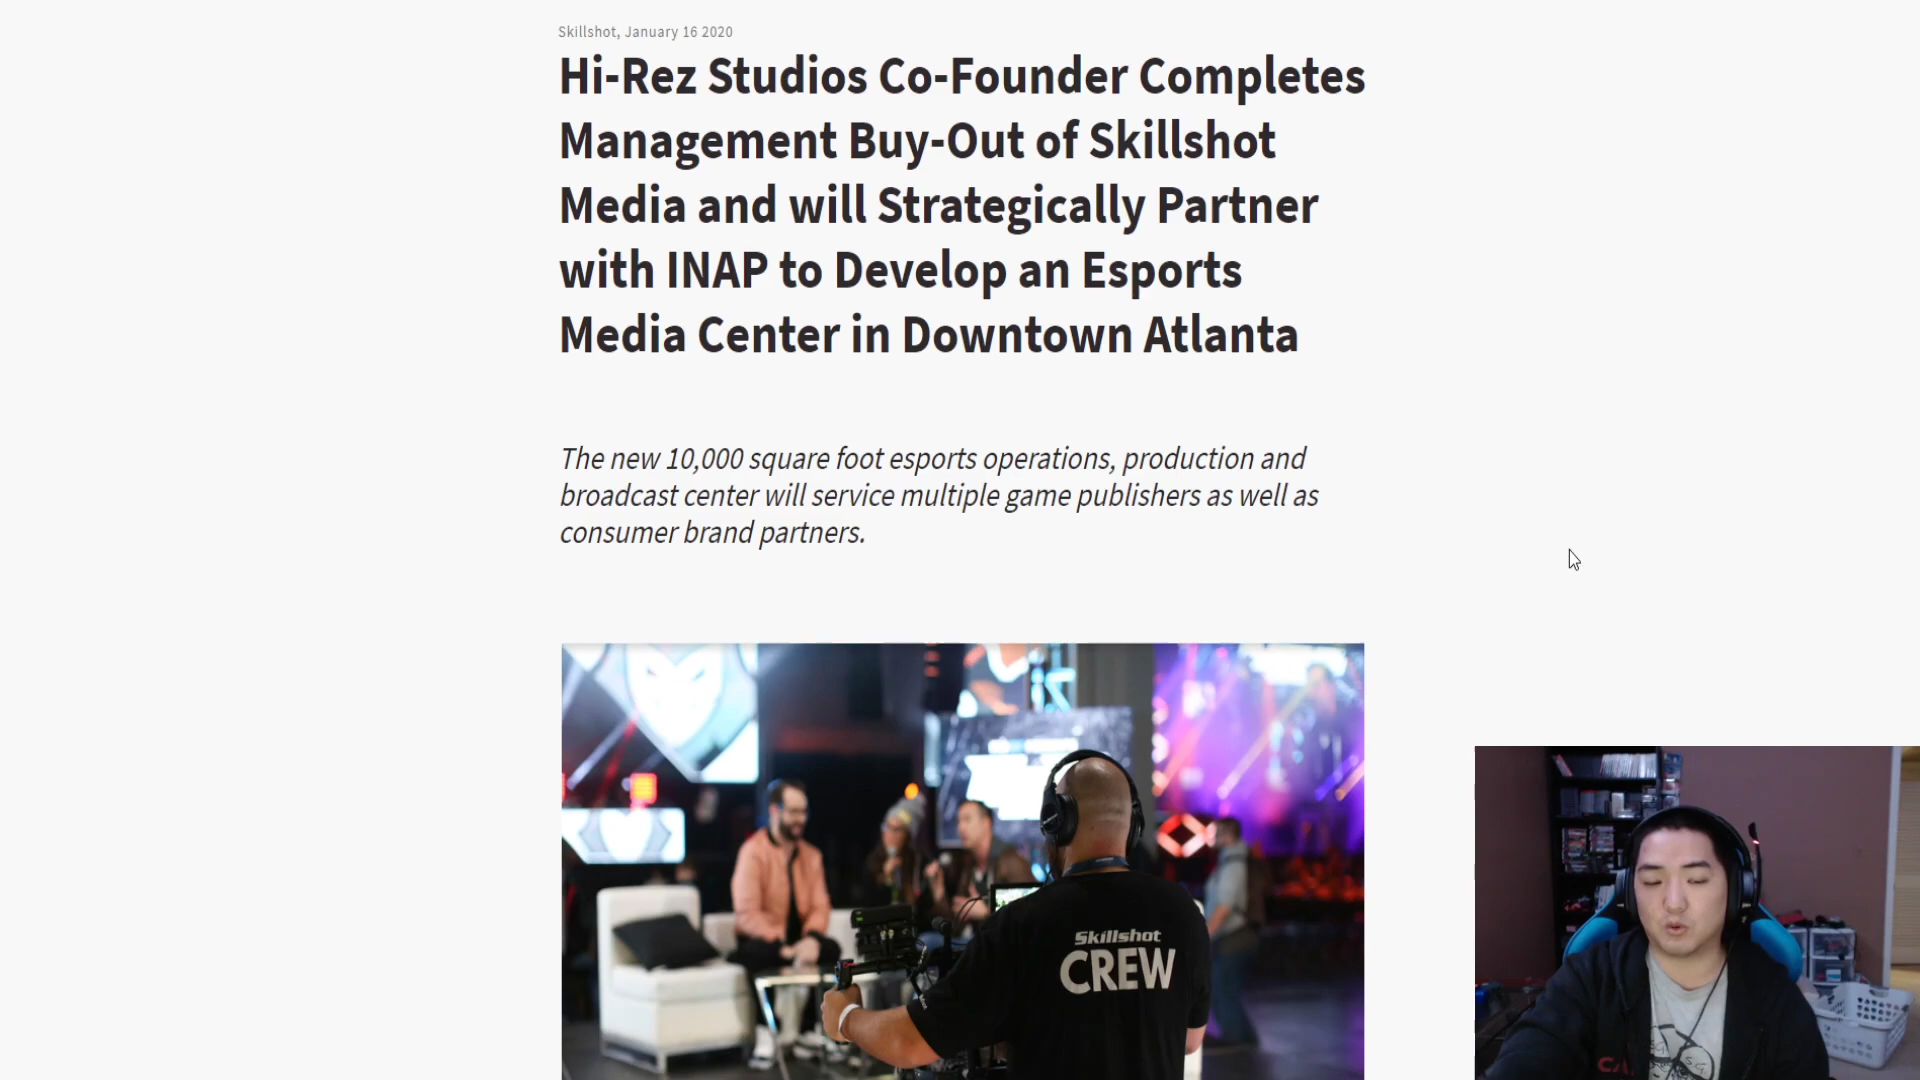 Skillshot, January 16 2020
Hi-Rez Studios Co-Founder Completes
Management Buy-Out of Skillshot
Media and will Strategically Partner
with INAP to Develop an Esports
Media Center in Downtown Atlanta
The new 10,000 square foot esports operations, production and
broadcast center will service multiple game publishers as well as
consumer brand partners.
Skillshot
CREW